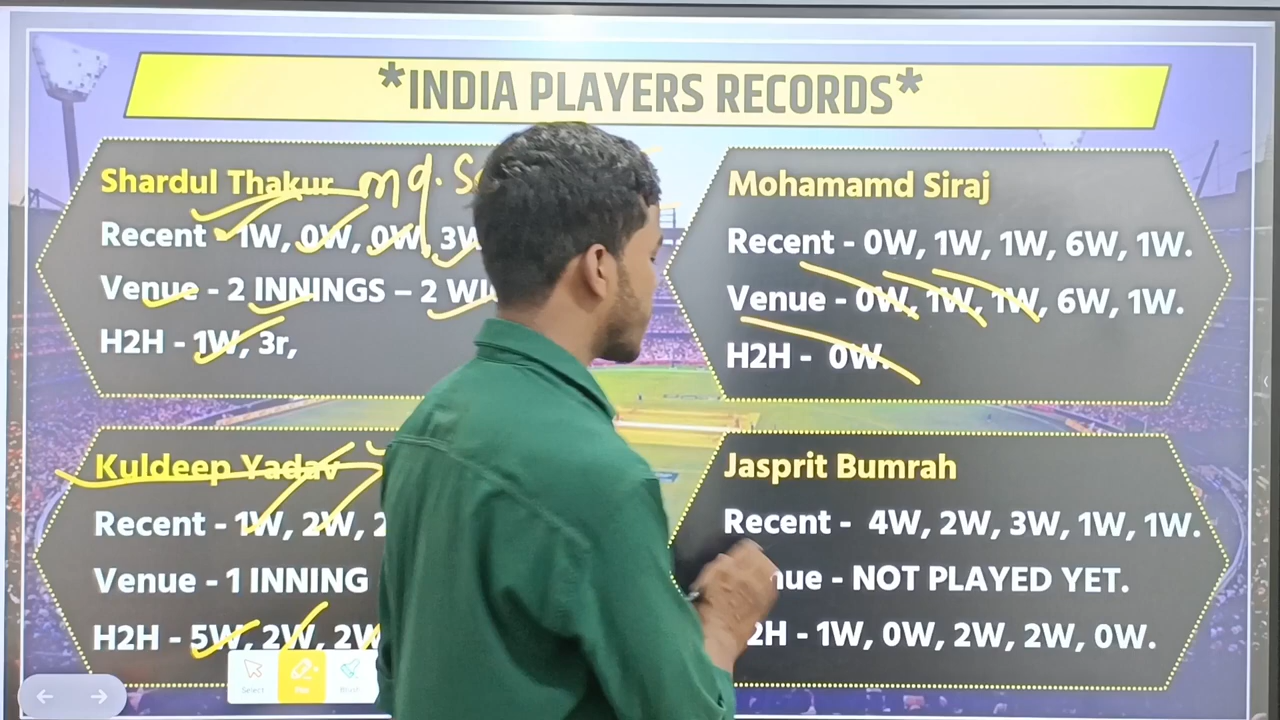 *INDIA PLAYERS RECORDS*
Shardul Thakur
Recent - 1W, 0W, 0W, 3W
Venue - 2 INNINGS – 2
H2H - 1W, 3r,
Mohamamd Siraj
Recent - 0W, 1W, 1W, 6W, 1W.
Venue - 0W, 1W, 1W, 6W, 1W.
H2H - 0W.
Kuldeep Yadav
Recent - 1W, 2W,
Venue - 1 INNING
H2H - 5W, 2W, 2W
Select
Jasprit Bumrah
Recent - 4W, 2W, 3W, 1W, 1W.
- NOT PLAYED YET.
- 1W, 0W, 2W, 2W, 0W.